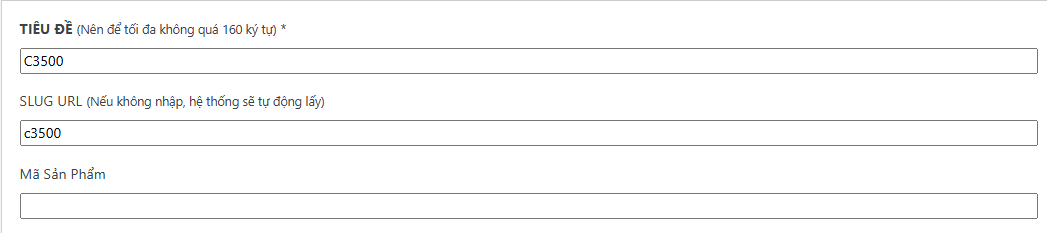 TIÊU ĐỀ (Nên để tối đa không quá 160 ký tự) *
C3500
SLUG URL (Nếu không nhập, hệ thống sẽ tự động lấy)
c3500
Mã Sản Phẩm